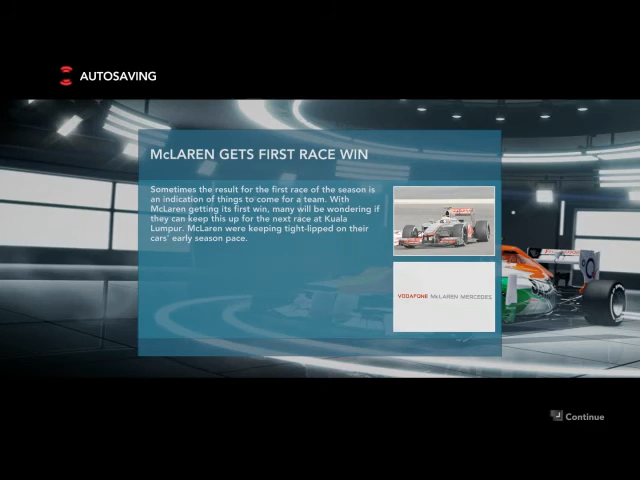 AUTOSAVING
McLAREN GETS FIRST RACE WIN
Sometimes the result for the first race of the season is
an indication of things to come for a team. With
McLaren getting its first win, many will be wondering if
they can keep this up for the next race at Kuala
Lumpur. McLaren were keeping tight-lipped on their
cars' early season pace.
VODAFONE McLAREN MERCEDES
Continue